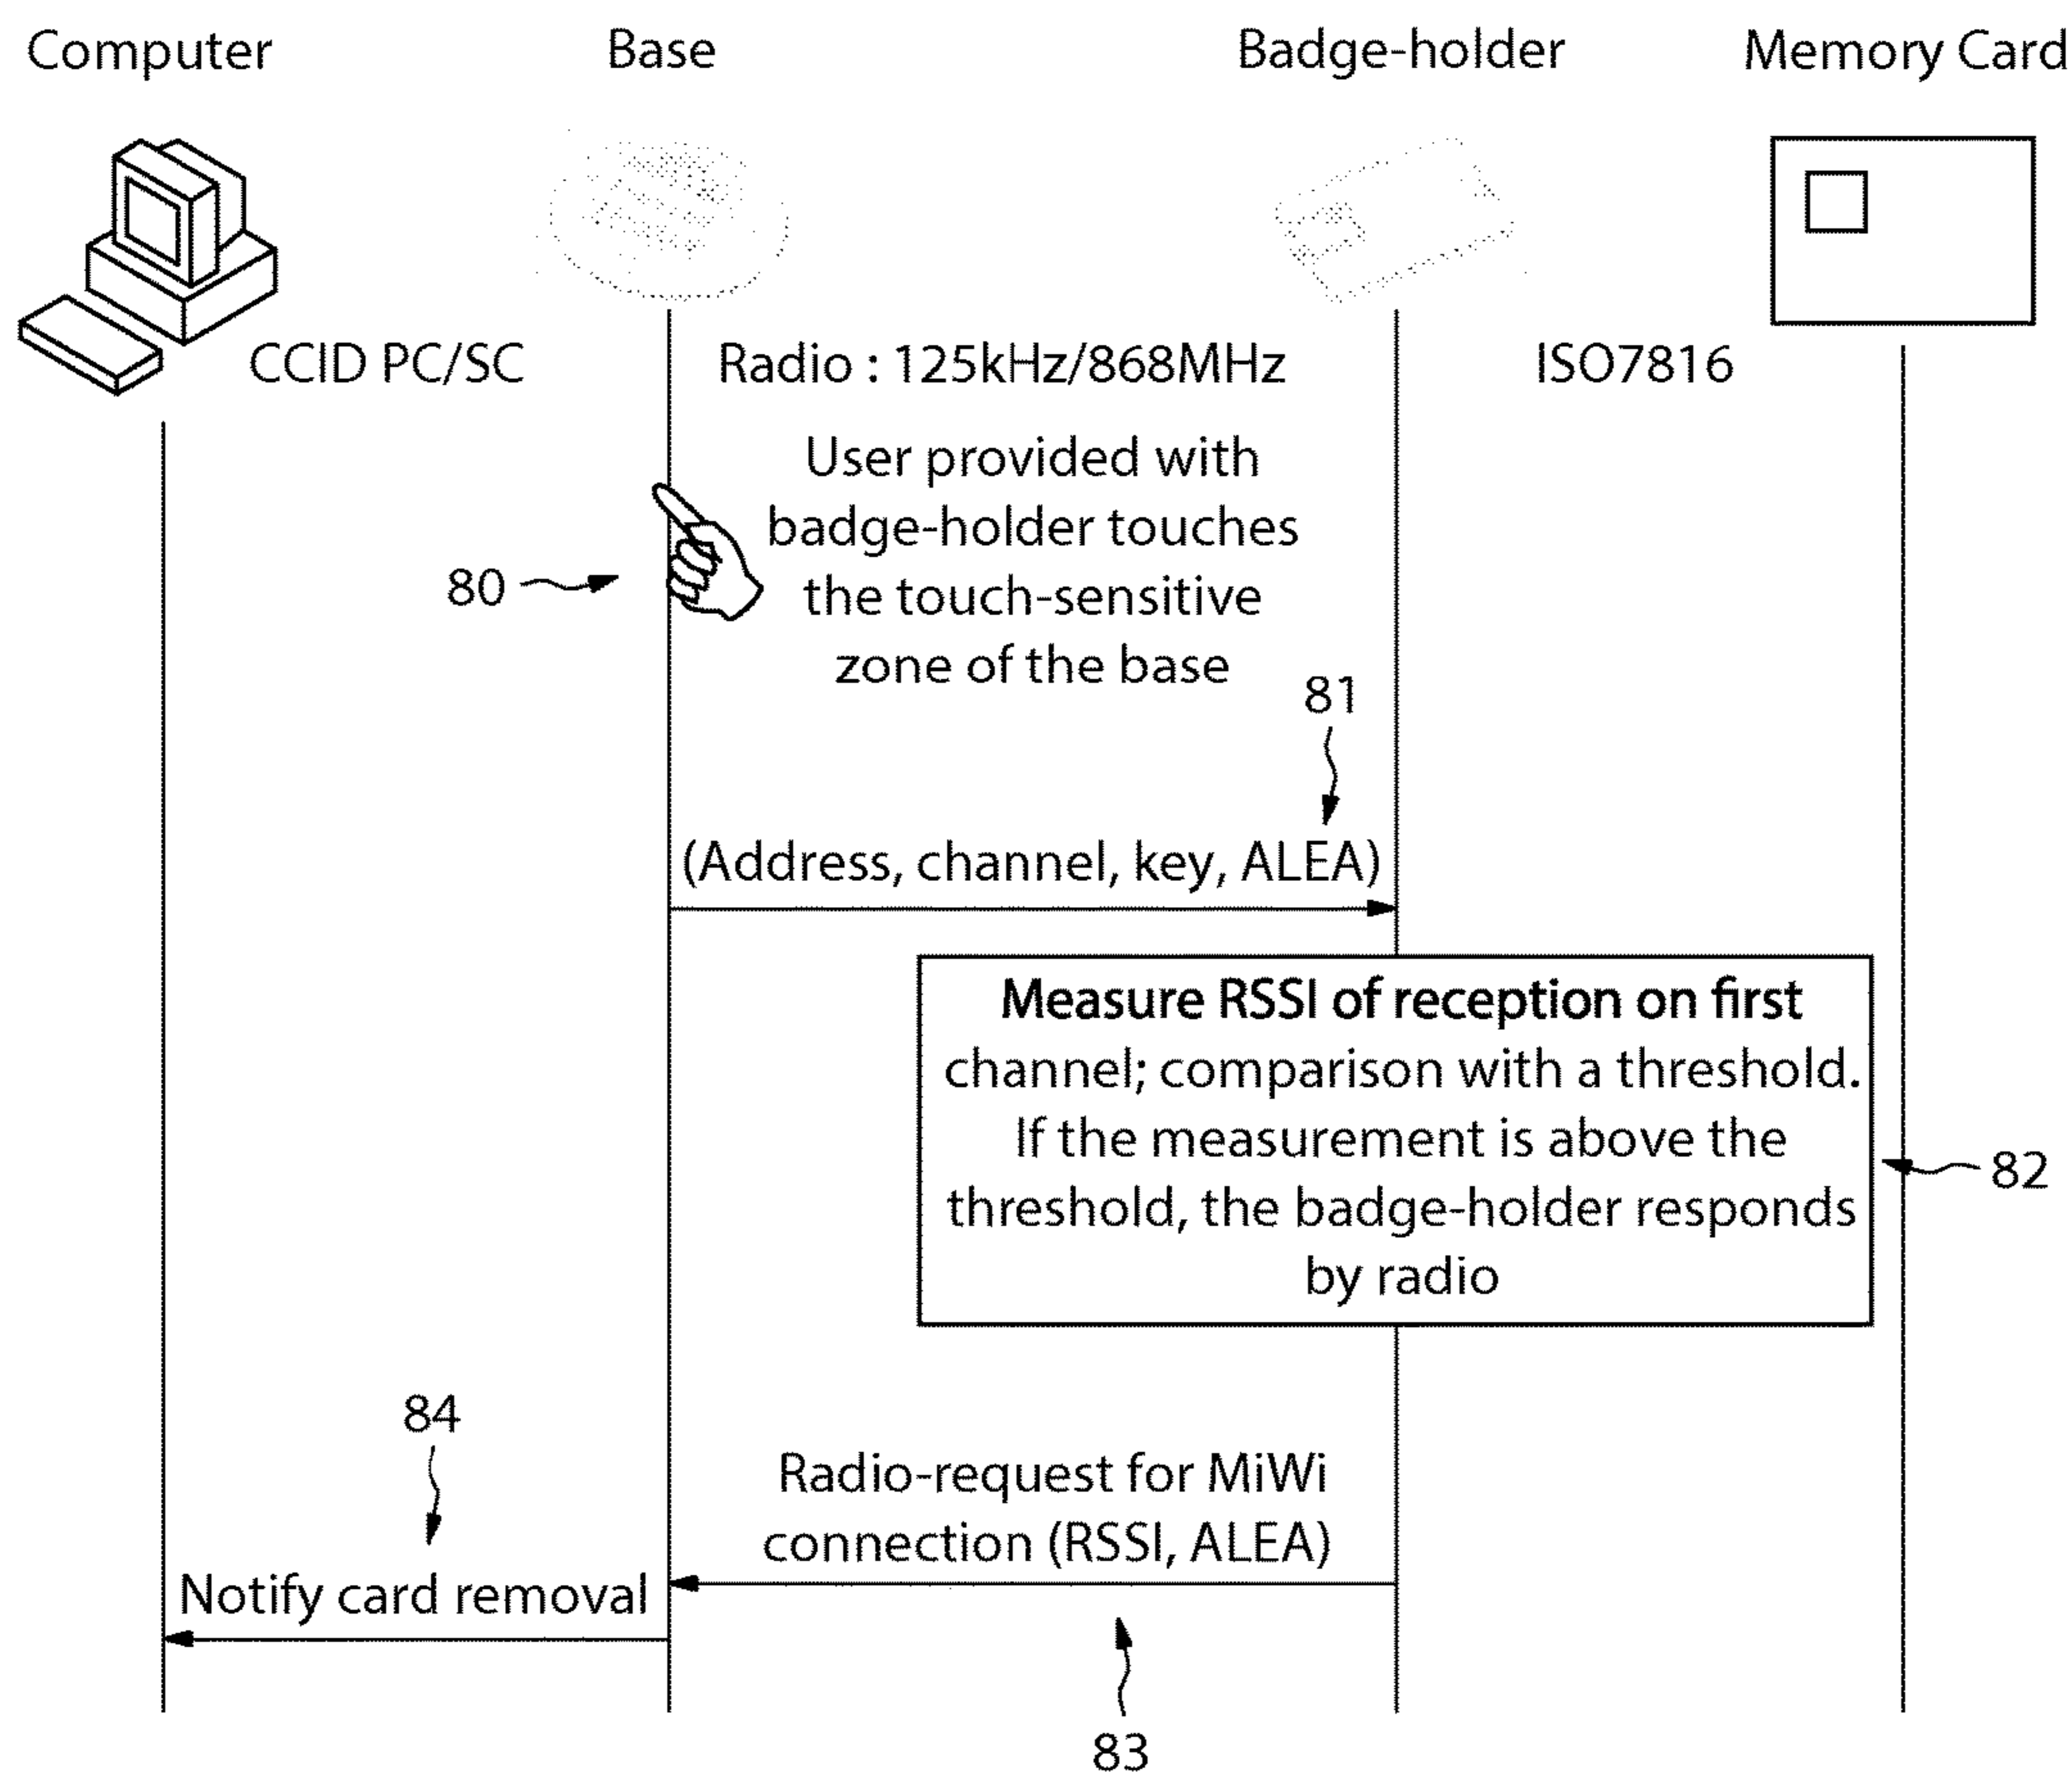 Computer
Base
Badge-holder
Memory Card
CCID PC/SC
Radio : 125kHz/868MHz
ISO7816
User provided with
badge-holder touches
the touch-sensitive
zone of the base
80
81
(Address, channel, key, ALEA)
Measure RSSI of reception on first
channel; comparison with a threshold.
If the measurement is above the
threshold, the badge-holder responds
by radio
82
84
Radio-request for MiWi
connection (RSSI, ALEA)
Notify card removal
83